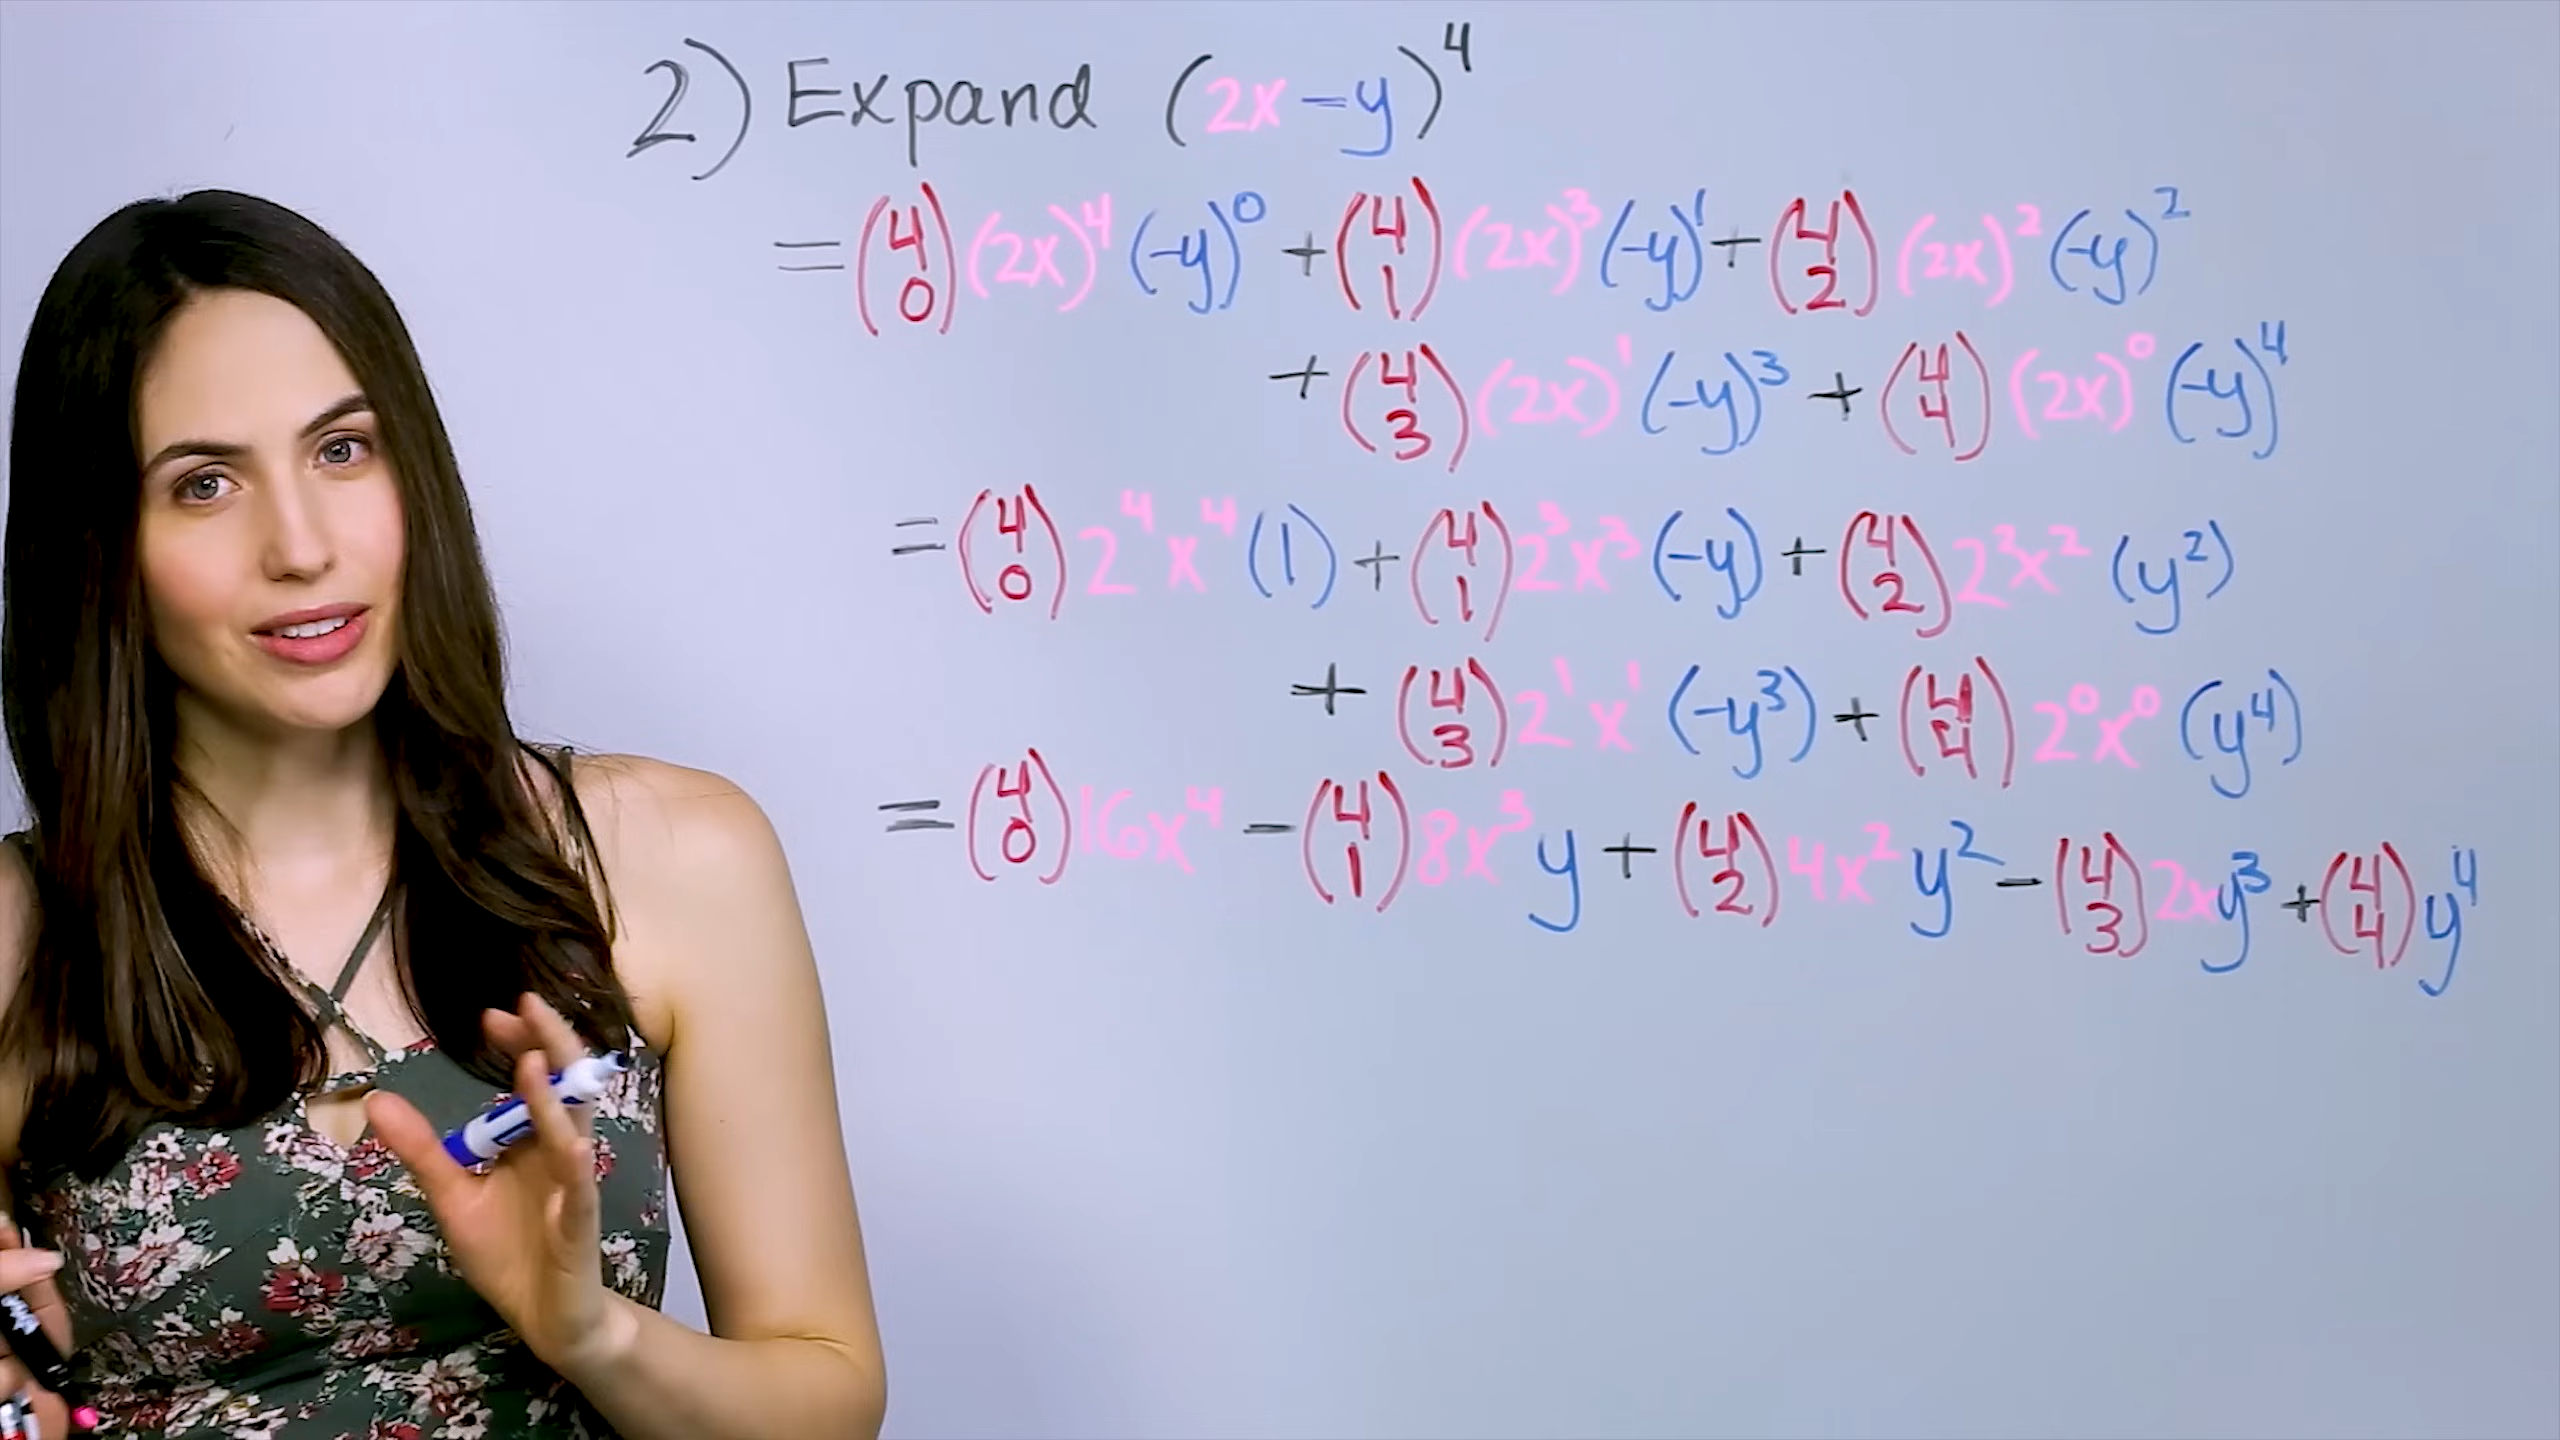 2) Expand (2x-y)⁴
= (4 0)(2x)⁴(-y)⁰ + (4 1)(2x)³(-y)¹ + (4 2)(2x)²(-y)²
+ (4 3)(2x)¹(-y)³ + (4 4)(2x)⁰(-y)⁴
= (4 0)2⁴x⁴(1) + (4 1)2³x³(-y) + (4 2)2²x²(y²)
+ (4 3)2¹x¹(-y³) + (4 4)2⁰x⁰(y⁴)
= (4 0)16x⁴ - (4 1)8x³y + (4 2)4x²y² - (4 3)2xy³ + (4 4)y⁴